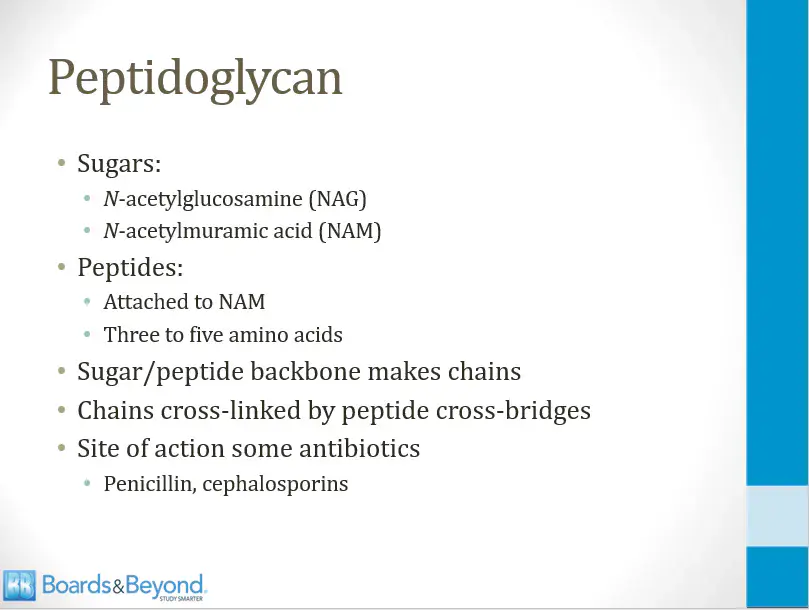 Peptidoglycan
• Sugars:
• N-acetylglucosamine (NAG)
• N-acetylmuramic acid (NAM)
• Peptides:
• Attached to NAM
• Three to five amino acids
• Sugar/peptide backbone makes chains
• Chains cross-linked by peptide cross-bridges
• Site of action some antibiotics
• Penicillin, cephalosporins
BB Boards&Beyond.
STUDY SMARTER